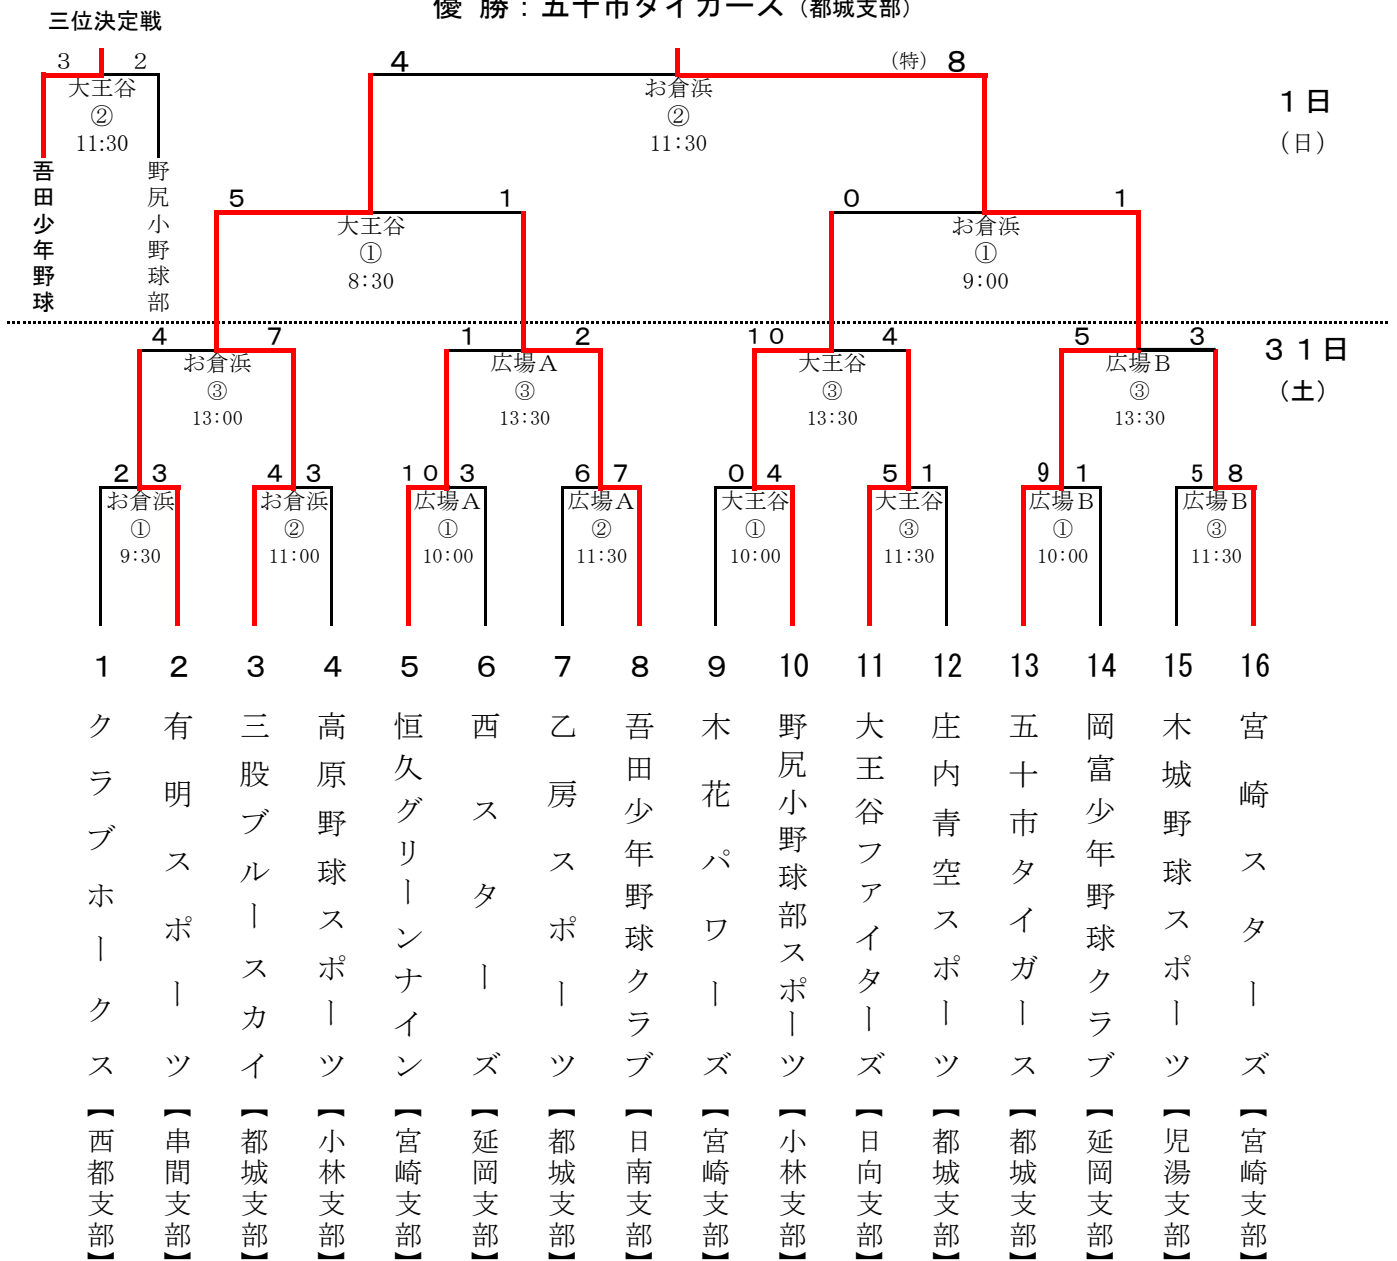 優 勝：五十市タイガース（都城支部）
三位決定戦
3 2
大王谷
②
11:30
吾田少年野球
野尻小野球部
4 （特） 8
お倉浜
②
11:30
1日
（日）
5 1
大王谷
①
8:30
0 1
お倉浜
①
9:00
4 7
お倉浜
③
13:00
1 2
広場A
③
13:30
10 4
大王谷
③
13:30
5 3
広場B
③
13:30
31日
（土）
2 3
お倉浜
①
9:30
4 3
お倉浜
②
11:00
10 3
広場A
①
10:00
6 7
広場A
②
11:30
0 4
大王谷
①
10:00
5 1
大王谷
③
11:30
9 1
広場B
①
10:00
5 8
広場B
③
11:30
1 2 3 4 5 6 7 8 9 10 11 12 13 14 15 16
クラブホークス【西都支部】
有明スポーツ【串間支部】
三股ブルースカイ【都城支部】
高原野球スポーツ【小林支部】
恒久グリーンナイン【宮崎支部】
西スターズ【延岡支部】
乙房スポーツ【都城支部】
吾田少年野球クラブ【日南支部】
木花パワーズ【宮崎支部】
野尻小野球部スポーツ【小林支部】
大王谷ファイターズ【日向支部】
庄内青空スポーツ【都城支部】
五十市タイガース【都城支部】
岡富少年野球クラブ【延岡支部】
木城野球スポーツ【児湯支部】
宮崎スターズ【宮崎支部】